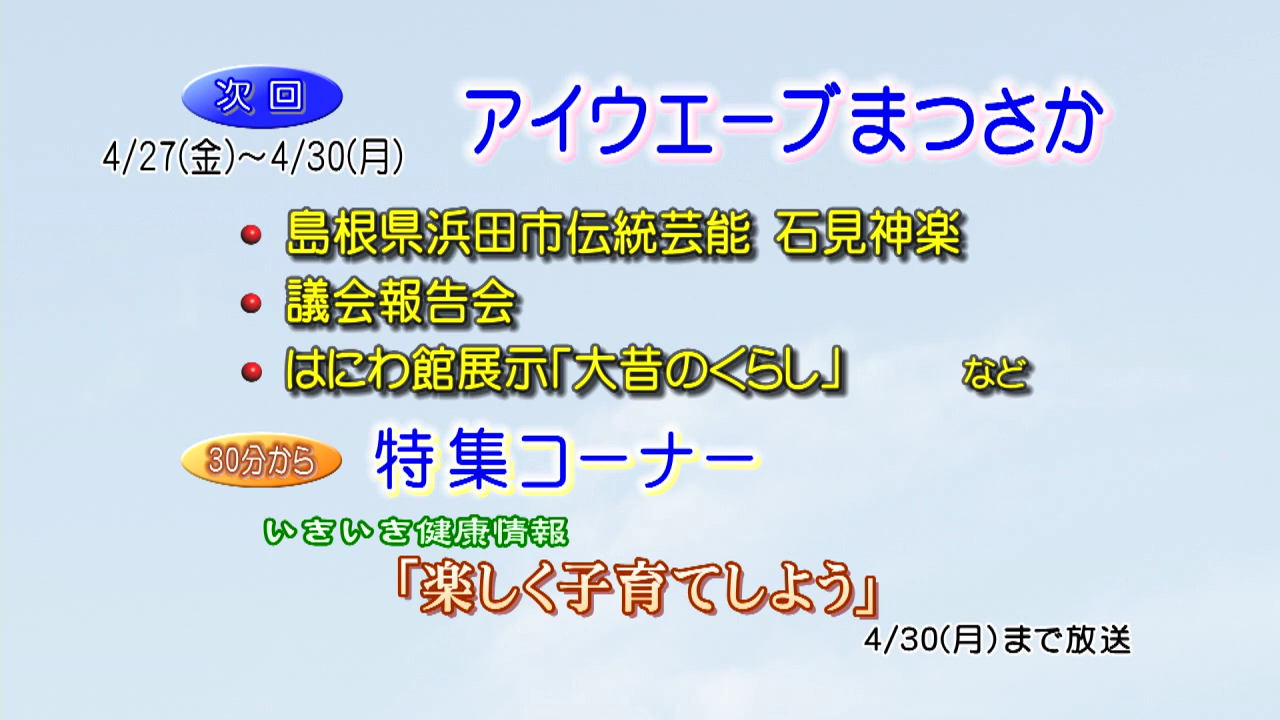 次回
アイウエーブまつさか
4/27(金)～4/30(月)
島根県浜田市伝統芸能 石見神楽
議会報告会
はにわ館展示「大昔のくらし」 など
30分から 特集コーナー
いきいき健康情報
「楽しく子育てしよう」
4/30(月)まで放送